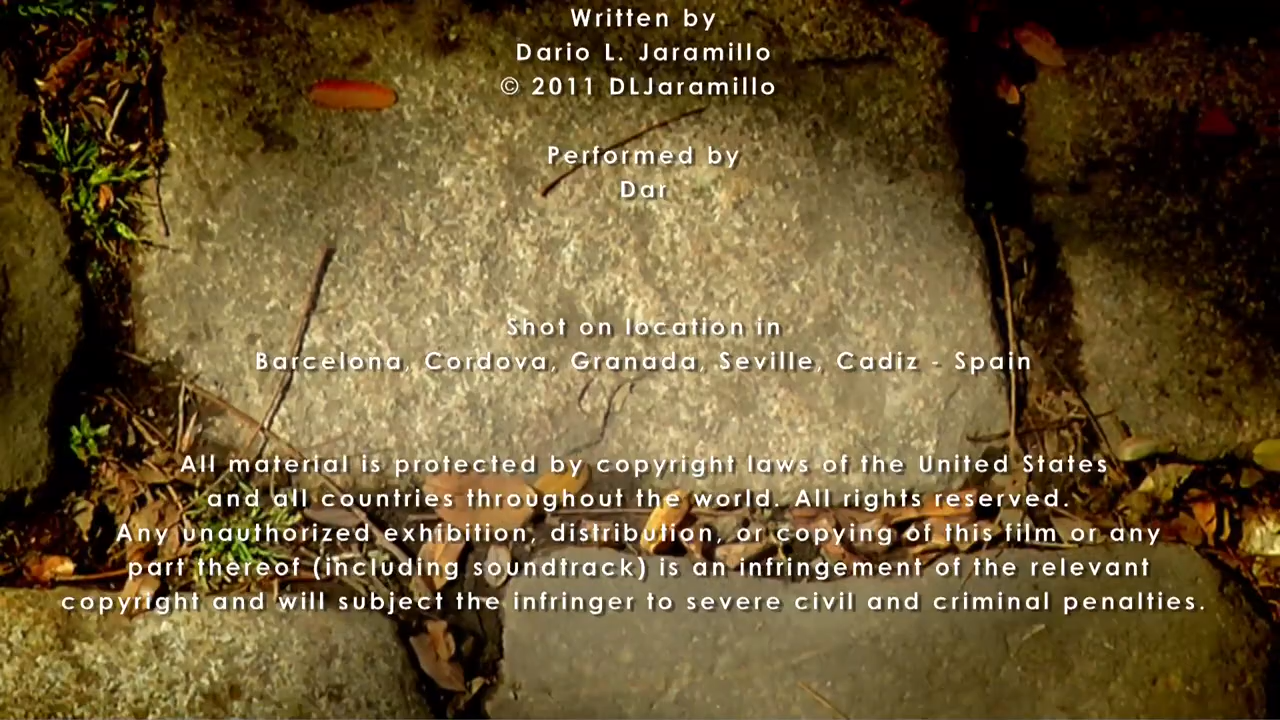 Written by
Dario L. Jaramillo
© 2011 DLJaramillo
Performed by
Dar
Shot on location in
Barcelona, Cordova, Granada, Seville, Cadiz - Spain
All material is protected by copyright laws of the United States
and all countries throughout the world. All rights reserved.
Any unauthorized exhibition, distribution, or copying of this film or any
part thereof (including soundtrack) is an infringement of the relevant
copyright and will subject the infringer to severe civil and criminal penalties.